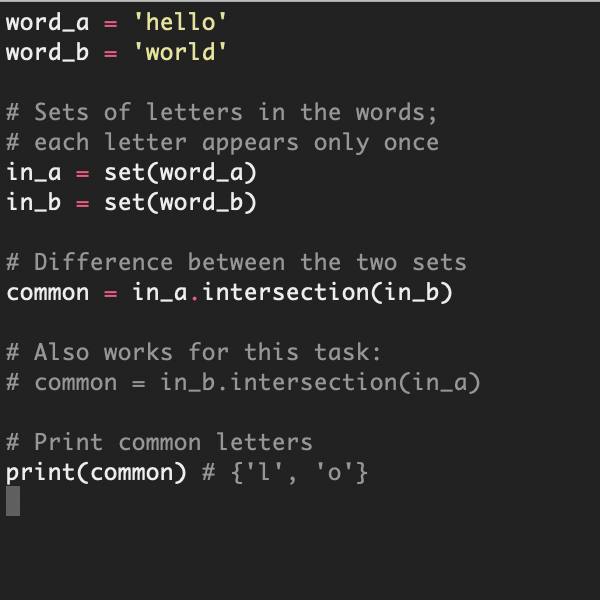 word_a = 'hello'
word_b = 'world'
# Sets of letters in the words;
# each letter appears only once
in_a = set(word_a)
in_b = set(word_b)
# Difference between the two sets
common = in_a.intersection(in_b)
# Also works for this task:
# common = in_b.intersection(in_a)
# Print common letters
print(common) # {'l', 'o'}